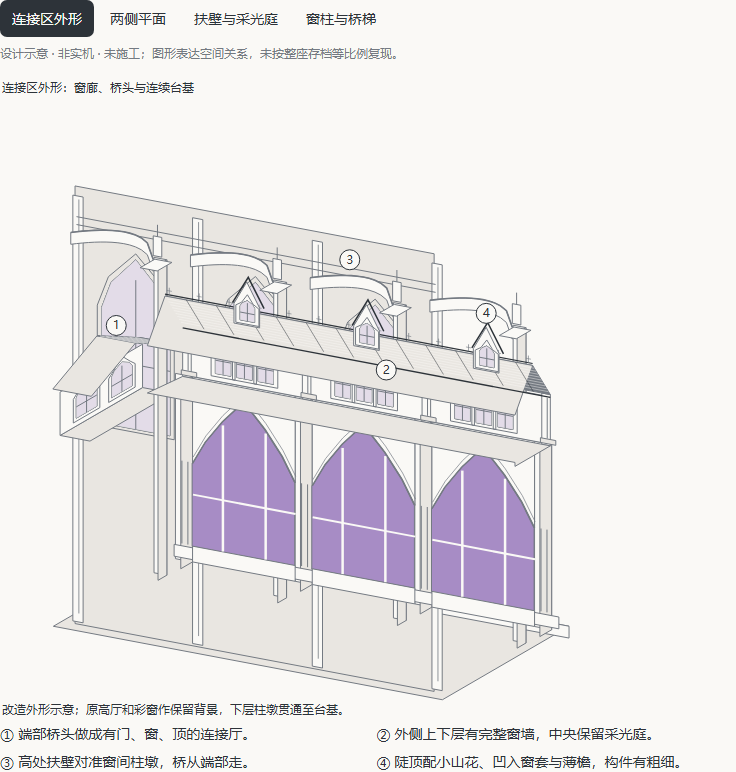 连接区外形 两侧平面 扶壁与采光庭 窗柱与桥梯
设计示意 · 非实机 · 未施工；图形表达空间关系，未按整座存档等比例复现。
连接区外形：窗廊、桥头与连续台基
3
4
1
2
改造外形示意；原高厅和彩窗作保留背景，下层柱墩贯通至台基。
① 端部桥头做成有门、窗、顶的连接厅。 ② 外侧上下层有完整窗墙，中央保留采光庭。
③ 高处扶壁对准窗间柱墩，桥从端部走。 ④ 陡顶配小山花、凹入窗套与薄檐，构件有粗细。